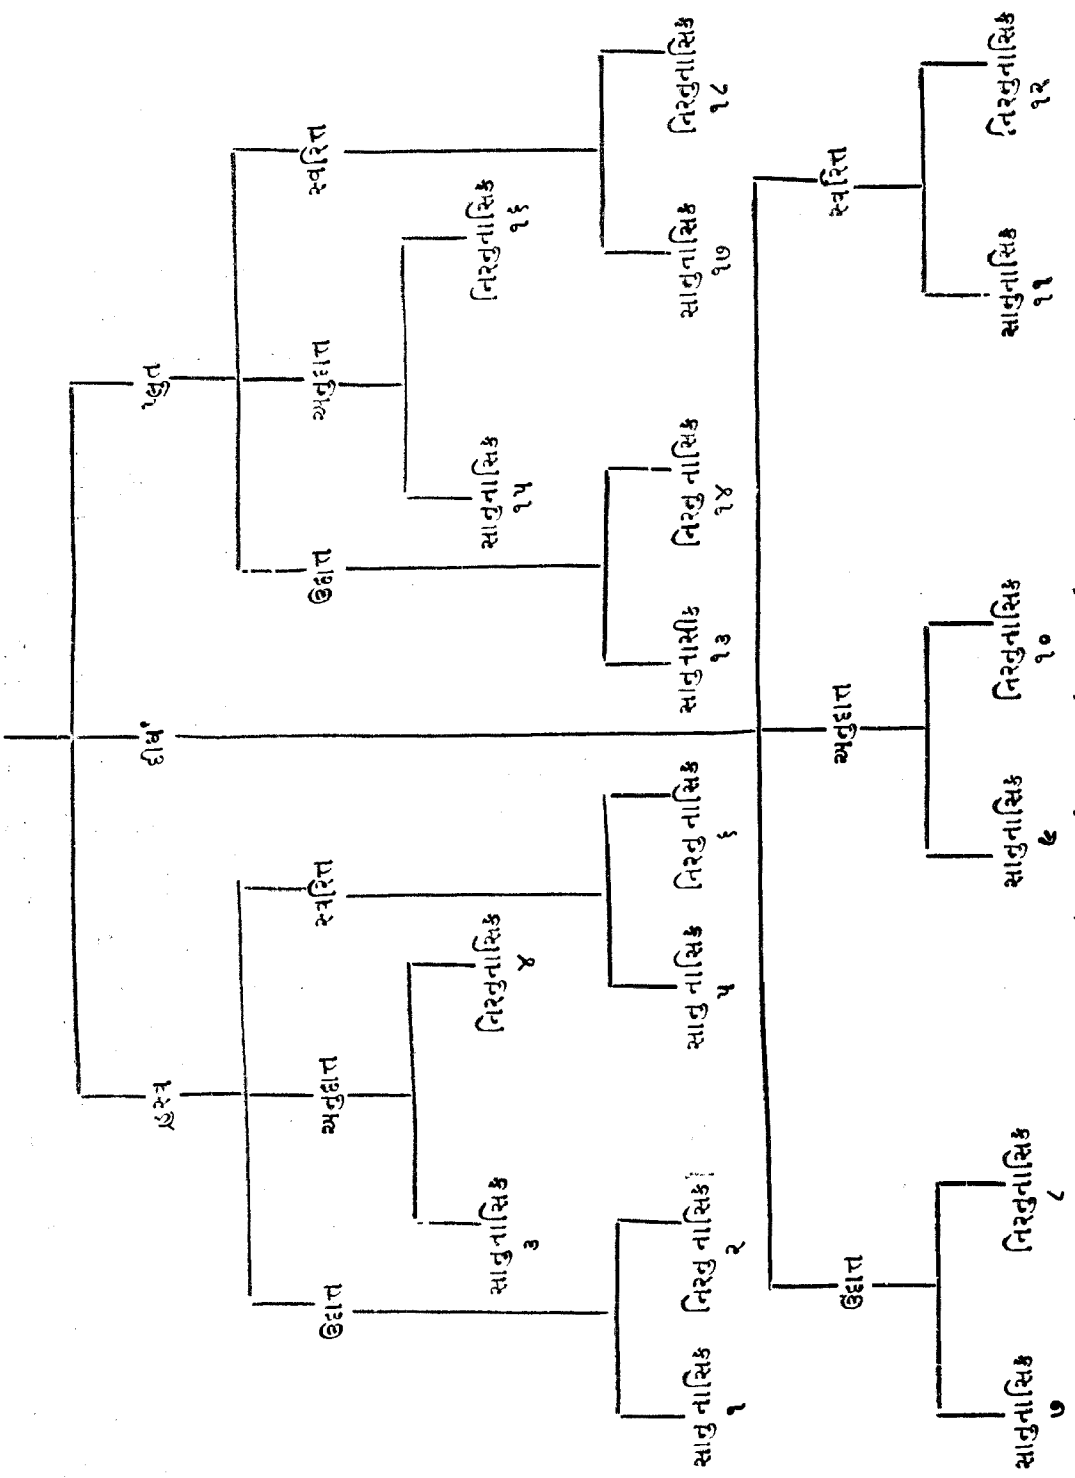 હ્રસ્વ દીર્ઘ પ્લુત
ઉદાત્ત અનુદાત્ત સ્વરિત્ત ઉદાત્ત અનુદાત્ત સ્વરિત્ત
સાનુનાસિક નિરનુનાસિક સાનુનાસિક નિરનુનાસિક
૩ ૪ ૧૫ ૧૬
સાનુ નાસિક નિરનુ નાસિક સાનુ નાસિક નિરનુ નાસિક સાનુનાસીક નિરનુ નાસિક સાનુનાસિક નિરનુનાસિક
૧ ૨ ૫ ૬ ૧૩ ૧૪ ૧૭ ૧૮
ઉદાત્ત અનુદાત્ત સ્વરિત્ત
સાનુનાસિક નિરનુનાસિક સાનુનાસિક નિરનુનાસિક સાનુનાસિક નિરનુનાસિક
૭ ૮ ૯ ૧૦ ૧૧ ૧૨